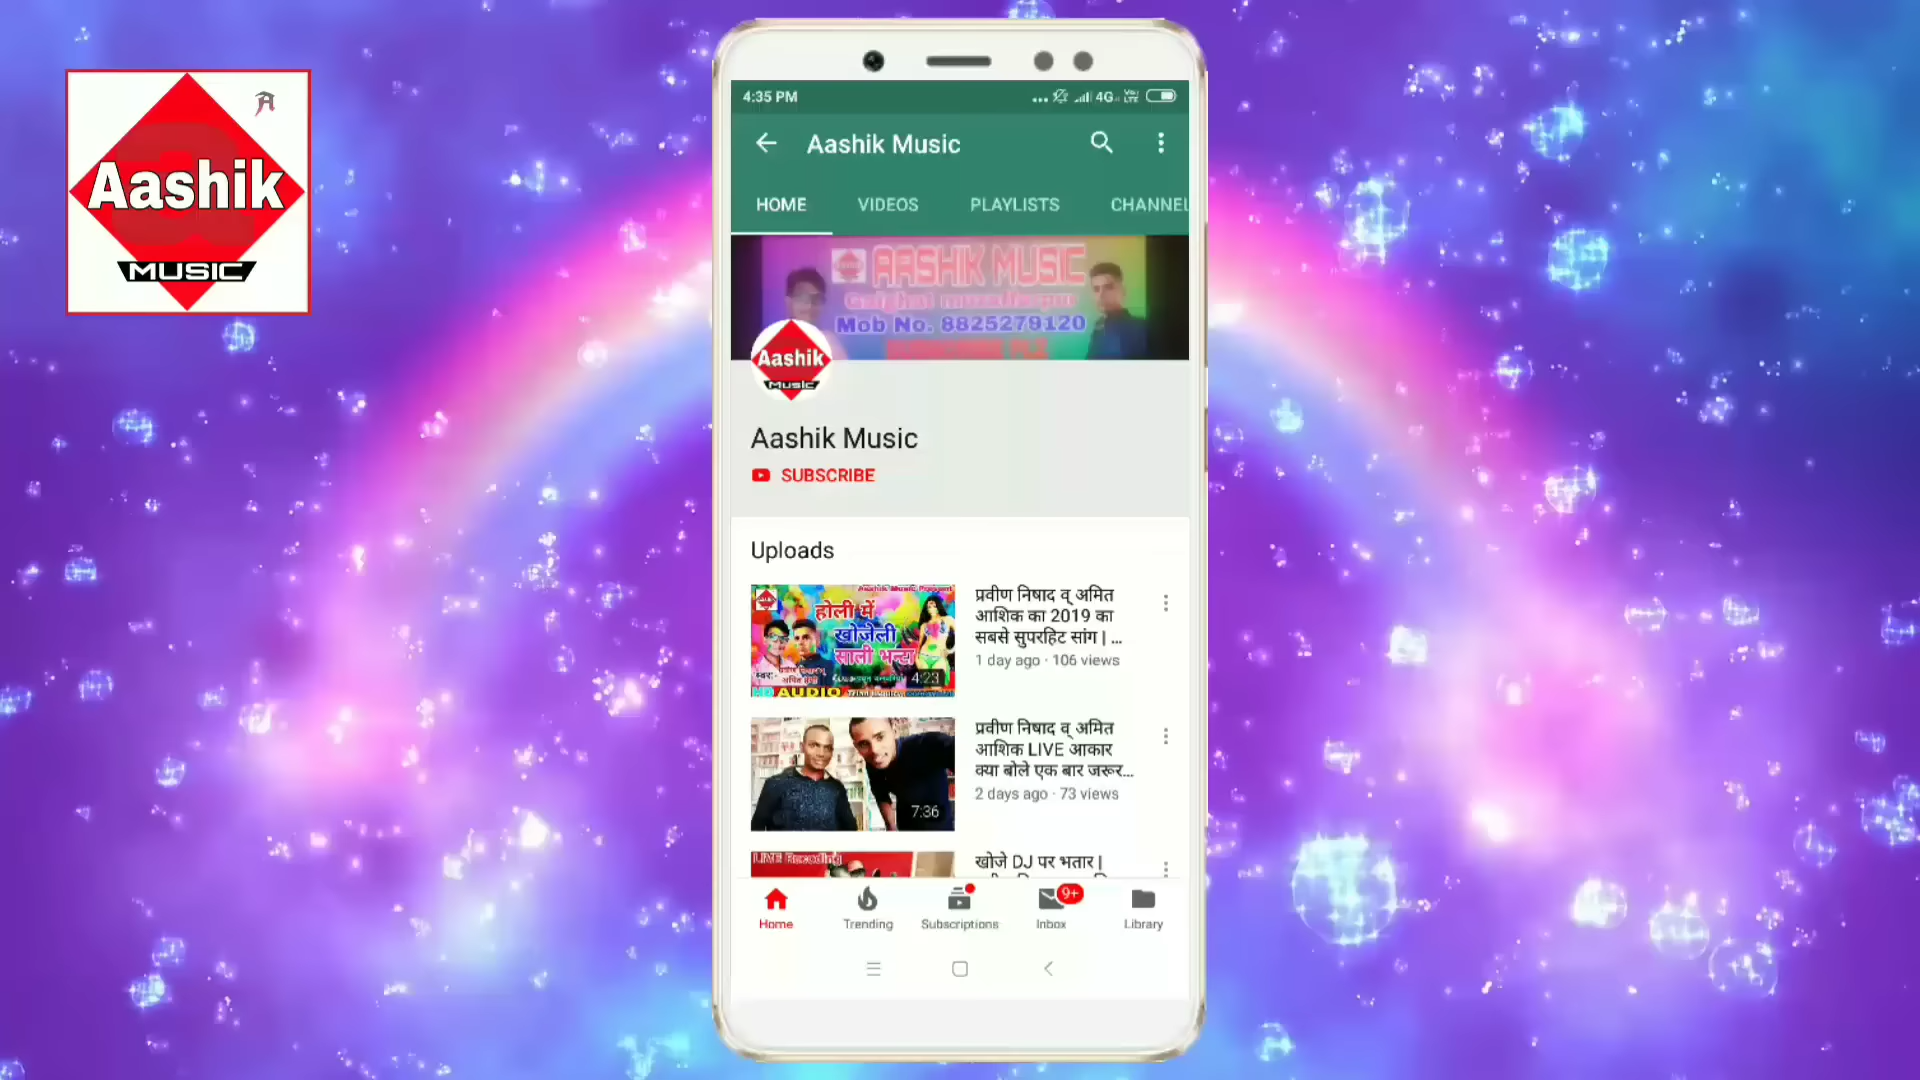 Aashik
MUSIC
4:35 PM
4G
Aashik Music
HOME
VIDEOS
PLAYLISTS
CHANNEL
AASHIK MUSIC
Mob No. 8825279120
Aashik
MUSIC
Aashik Music
SUBSCRIBE
Uploads
होली में
खोजेली
साली भन्टा
AUDIO
4:23
प्रवीण निषाद व् अमित
आशिक का 2019 का
सबसे सुपरहिट सांग | ...
1 day ago · 106 views
7:36
प्रवीण निषाद व् अमित
आशिक LIVE आकार
क्या बोले एक बार जरूर...
2 days ago · 73 views
LIVE Recording
खोजे DJ पर भतार |
Home
Trending
Subscriptions
9+
Inbox
Library